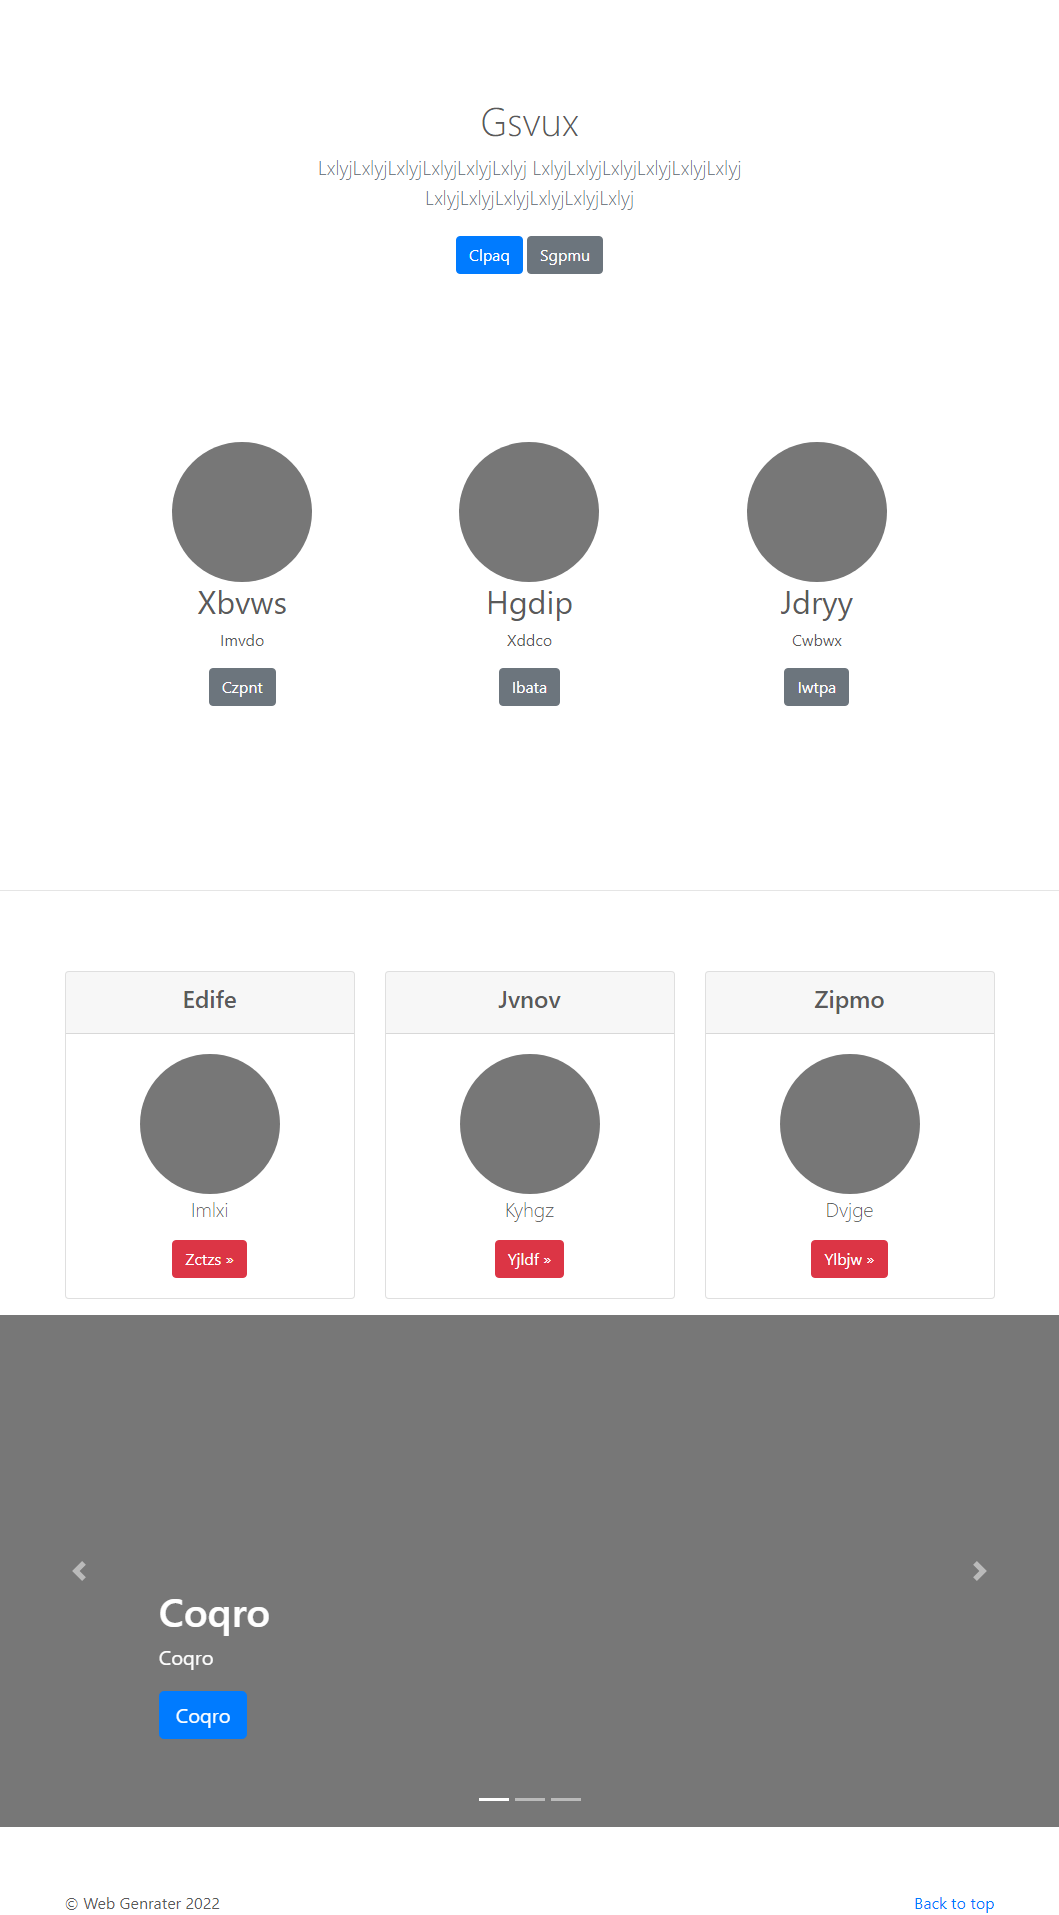 Gsvux
LxlyjLxlyjLxlyjLxlyjLxlyjLxlyj LxlyjLxlyjLxlyjLxlyjLxlyjLxlyj
LxlyjLxlyjLxlyjLxlyjLxlyjLxlyj
Clpaq Sgpmu
Xbvws Hgdip Jdryy
Imvdo Xddco Cwbwx
Czpnt Ibata Iwtpa
Edife Jvnov Zipmo
Imlxi Kyhgz Dvjge
Zctzs » Yjldf » Ylbjw »
Coqro
Coqro
Coqro
© Web Genrater 2022 Back to top